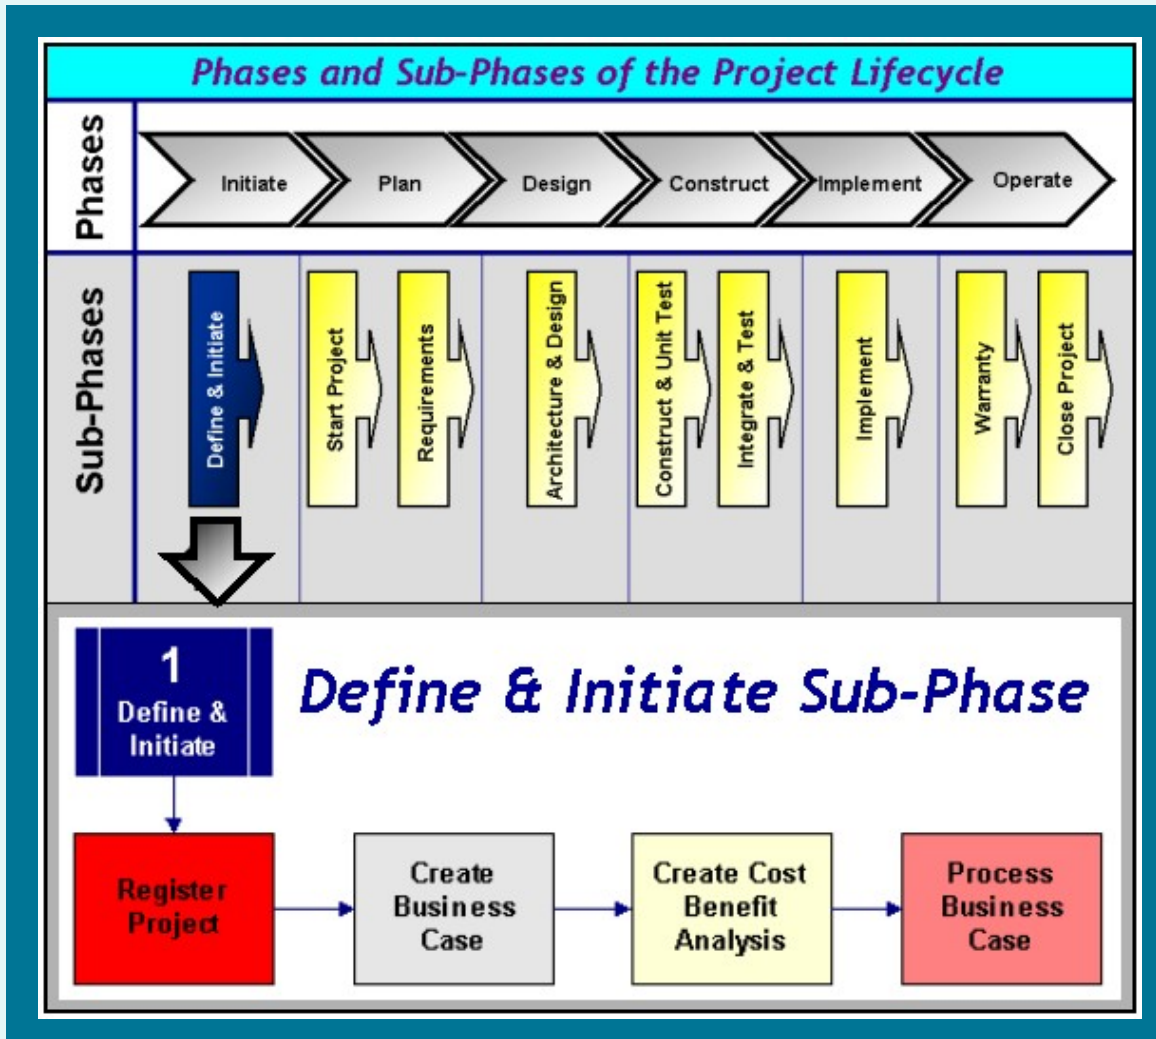 Phases and Sub-Phases of the Project Lifecycle
Phases
Initiate
Plan
Design
Construct
Implement
Operate
Sub-Phases
Define & Initiate
Start Project
Requirements
Architecture & Design
Construct & Unit Test
Integrate & Test
Implement
Warranty
Close Project
1
Define &
Initiate
Define & Initiate Sub-Phase
Register
Project
Create
Business
Case
Create Cost
Benefit
Analysis
Process
Business
Case